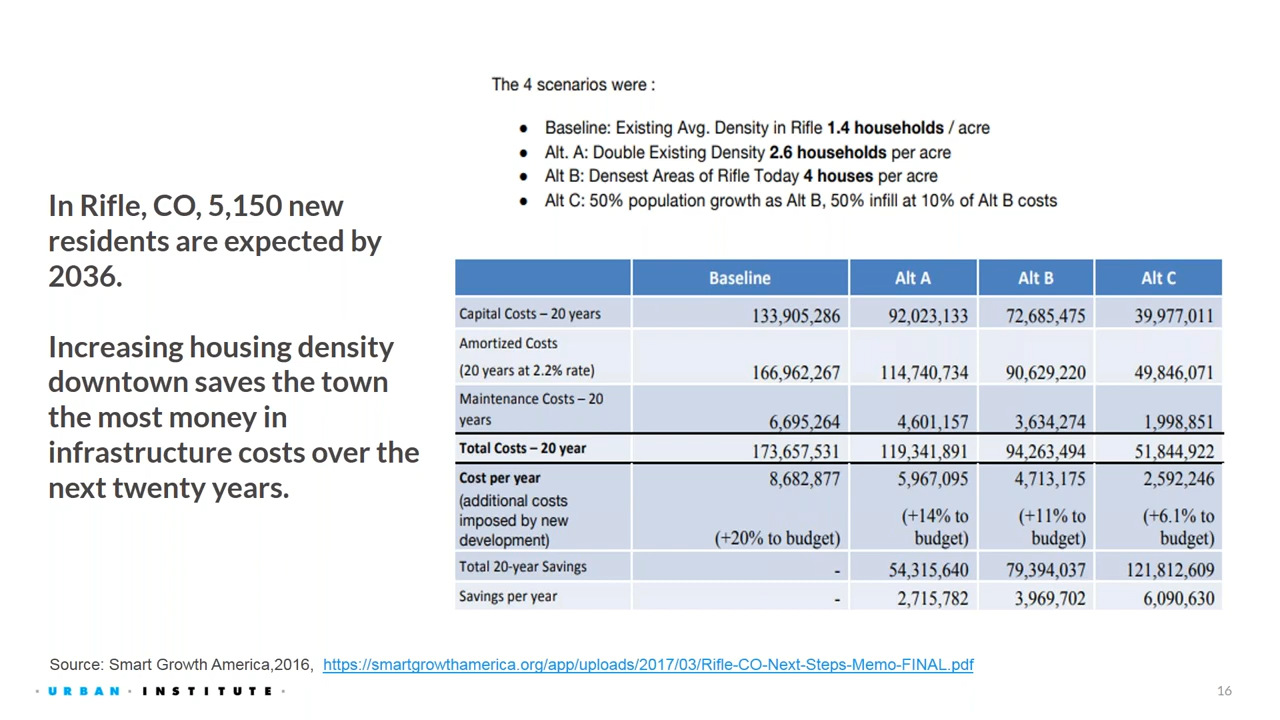 The 4 scenarios were :
● Baseline: Existing Avg. Density in Rifle 1.4 households / acre
● Alt. A: Double Existing Density 2.6 households per acre
● Alt B: Densest Areas of Rifle Today 4 houses per acre
● Alt C: 50% population growth as Alt B, 50% infill at 10% of Alt B costs
In Rifle, CO, 5,150 new
residents are expected by
2036.
Increasing housing density
downtown saves the town
the most money in
infrastructure costs over the
next twenty years.
Baseline Alt A Alt B Alt C
Capital Costs – 20 years 133,905,286 92,023,133 72,685,475 39,977,011
Amortized Costs
(20 years at 2.2% rate) 166,962,267 114,740,734 90,629,220 49,846,071
Maintenance Costs – 20
years 6,695,264 4,601,157 3,634,274 1,998,851
Total Costs – 20 year 173,657,531 119,341,891 94,263,494 51,844,922
Cost per year 8,682,877 5,967,095 4,713,175 2,592,246
(additional costs
imposed by new (+14% to (+11% to (+6.1% to
development) (+20% to budget) budget) budget) budget)
Total 20-year Savings - 54,315,640 79,394,037 121,812,609
Savings per year - 2,715,782 3,969,702 6,090,630
Source: Smart Growth America,2016, https://smartgrowthamerica.org/app/uploads/2017/03/Rifle-CO-Next-Steps-Memo-FINAL.pdf
· URBAN · INSTITUTE · 16